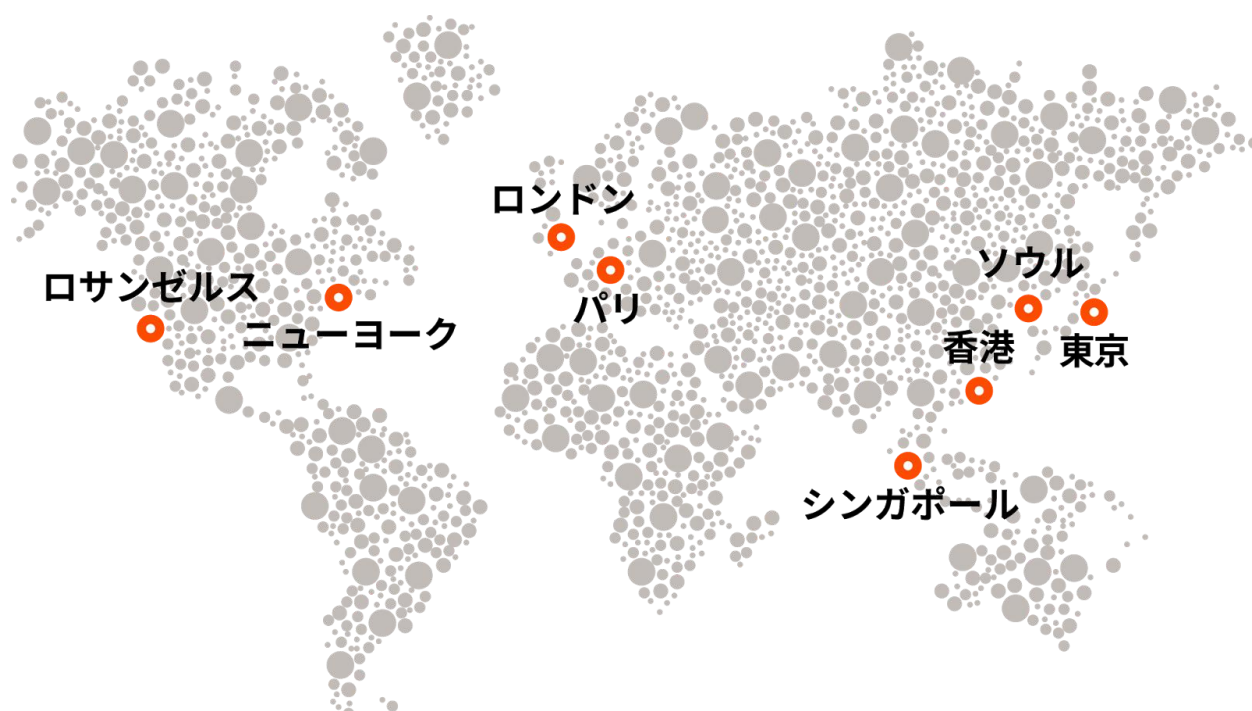 ロンドン
ソウル
ロサンゼルス
パリ
ニューヨーク
香港
東京
シンガポール